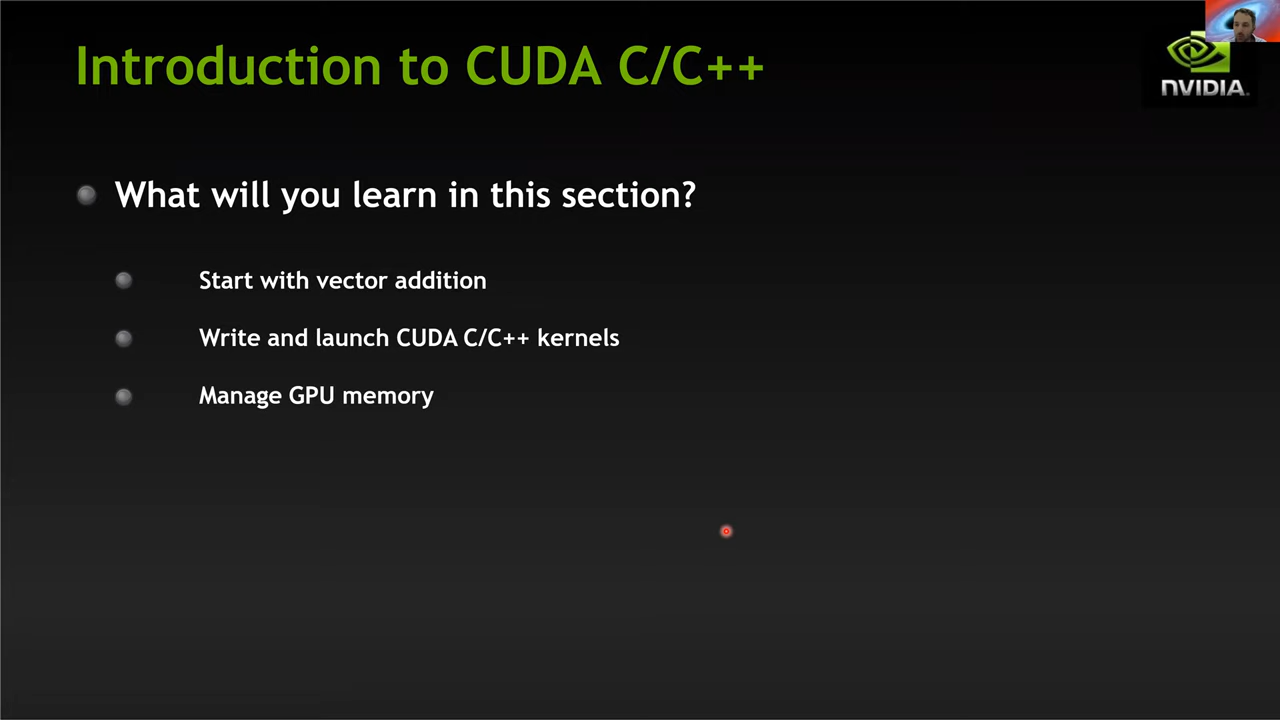 Introduction to CUDA C/C++
NVIDIA.
What will you learn in this section?
Start with vector addition
Write and launch CUDA C/C++ kernels
Manage GPU memory